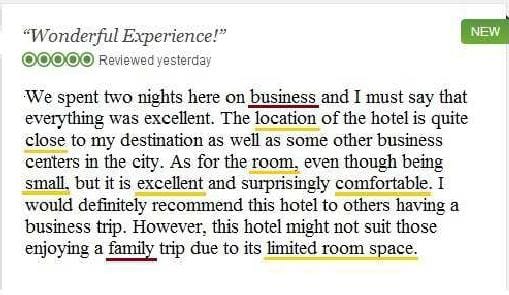 “Wonderful Experience!”
NEW
Reviewed yesterday
We spent two nights here on business and I must say that
everything was excellent. The location of the hotel is quite
close to my destination as well as some other business
centers in the city. As for the room, even though being
small, but it is excellent and surprisingly comfortable. I
would definitely recommend this hotel to others having a
business trip. However, this hotel might not suit those
enjoying a family trip due to its limited room space.